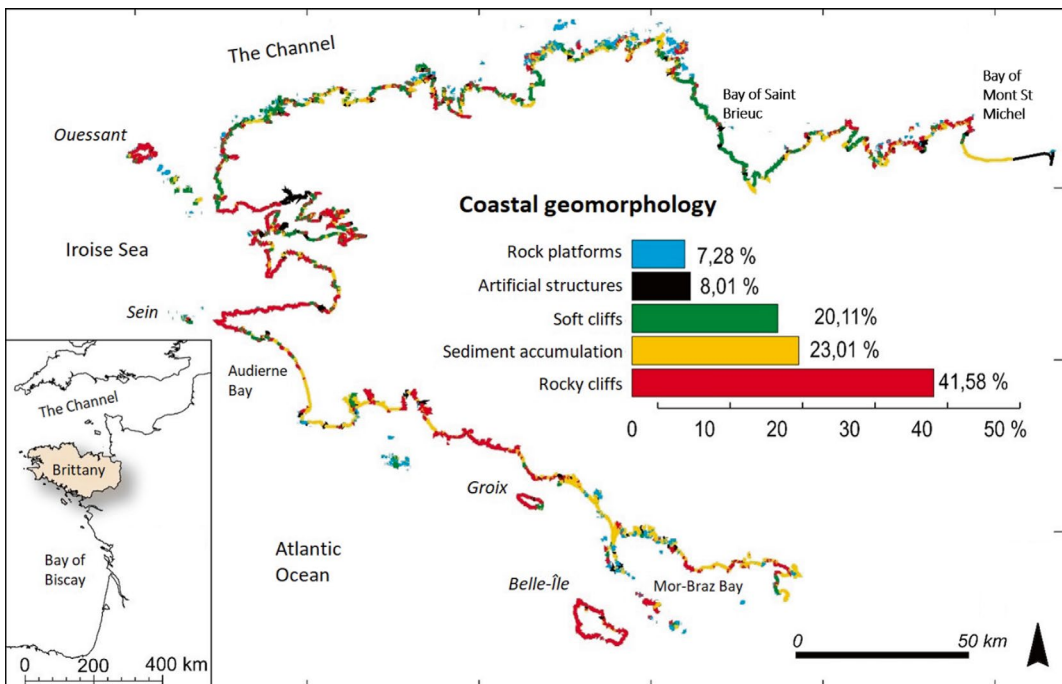 The Channel
Bay of Saint
Brieuc
Bay of
Mont St
Michel
Ouessant
Iroise Sea
Sein
Audierne
Bay
Coastal geomorphology
Rock platforms
7,28 %
Artificial structures
8,01 %
Soft cliffs
20,11%
Sediment accumulation
23,01 %
Rocky cliffs
41,58 %
0 10 20 30 40 50 %
Groix
Atlantic
Ocean
Belle-Île
Mor-Braz Bay
0 50 km
The Channel
Brittany
Bay of
Biscay
0 200 400 km